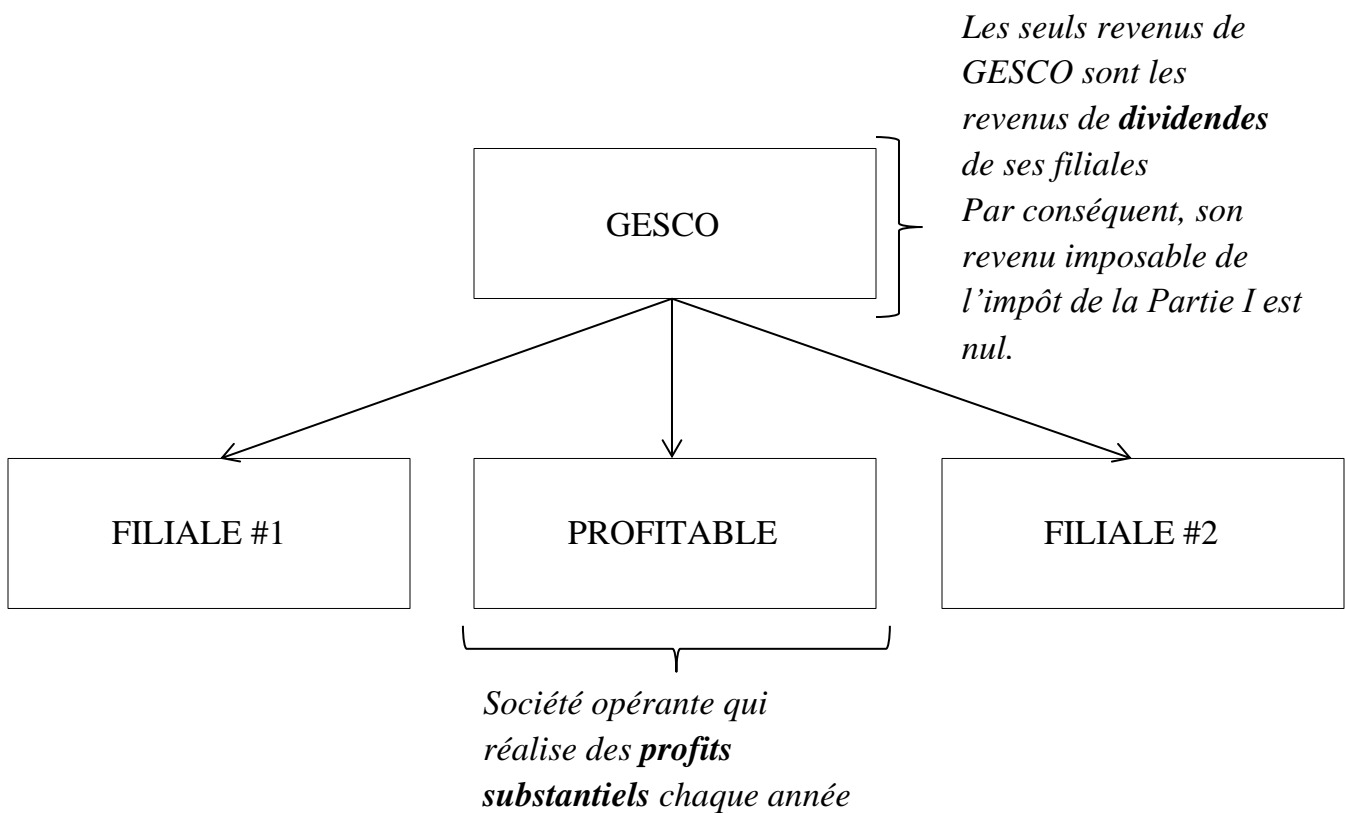 Les seuls revenus de
GESCO sont les
revenus de dividendes
de ses filiales
Par conséquent, son
revenu imposable de
l’impôt de la Partie I est
nul.
GESCO
FILIALE #1
PROFITABLE
FILIALE #2
Société opérante qui
réalise des profits
substantiels chaque année